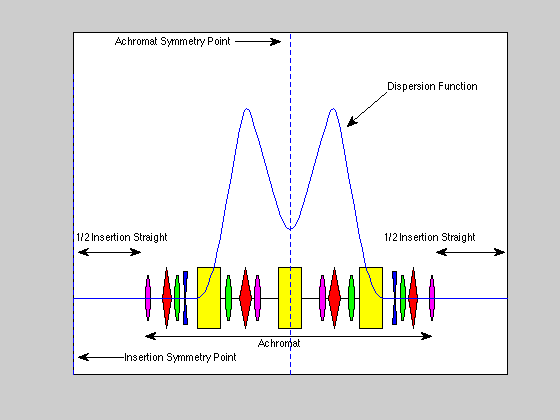 Achromat Symmetry Point
Dispersion Function
1/2 Insertion Straight
1/2 Insertion Straight
Achromat
Insertion Symmetry Point